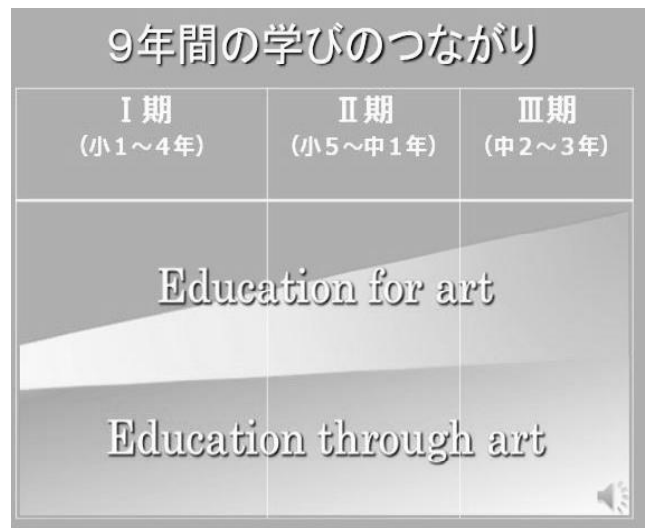 9年間の学びのつながり
Ⅰ期 Ⅱ期 Ⅲ期
(小1~4年) (小5~中1年) (中2~3年)
Education for art
Education through art